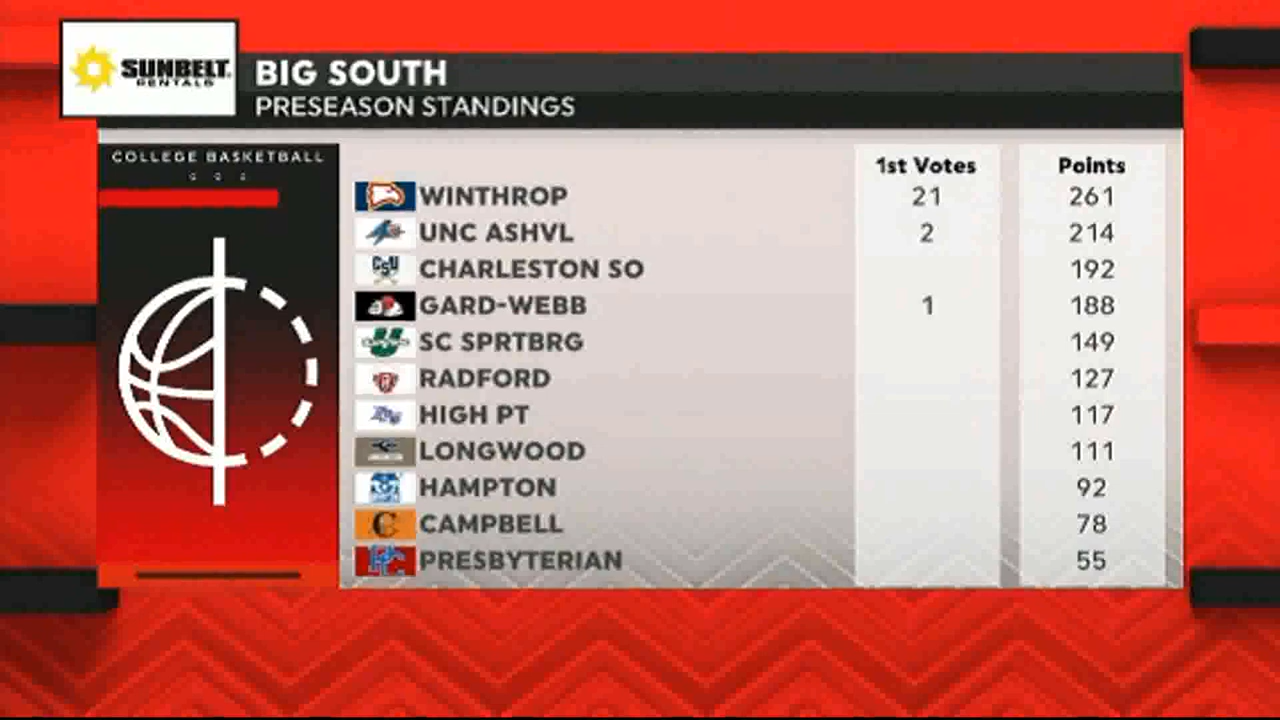 SUNBELT
RENTALS
BIG SOUTH
PRESEASON STANDINGS
COLLEGE BASKETBALL
1st Votes Points
WINTHROP 21 261
UNC ASHVL 2 214
CSU CHARLESTON SO 192
GARD-WEBB 1 188
SC SPRTBRG 149
RADFORD 127
HIGH PT 117
LONGWOOD 111
HAMPTON 92
C CAMPBELL 78
PRESBYTERIAN 55